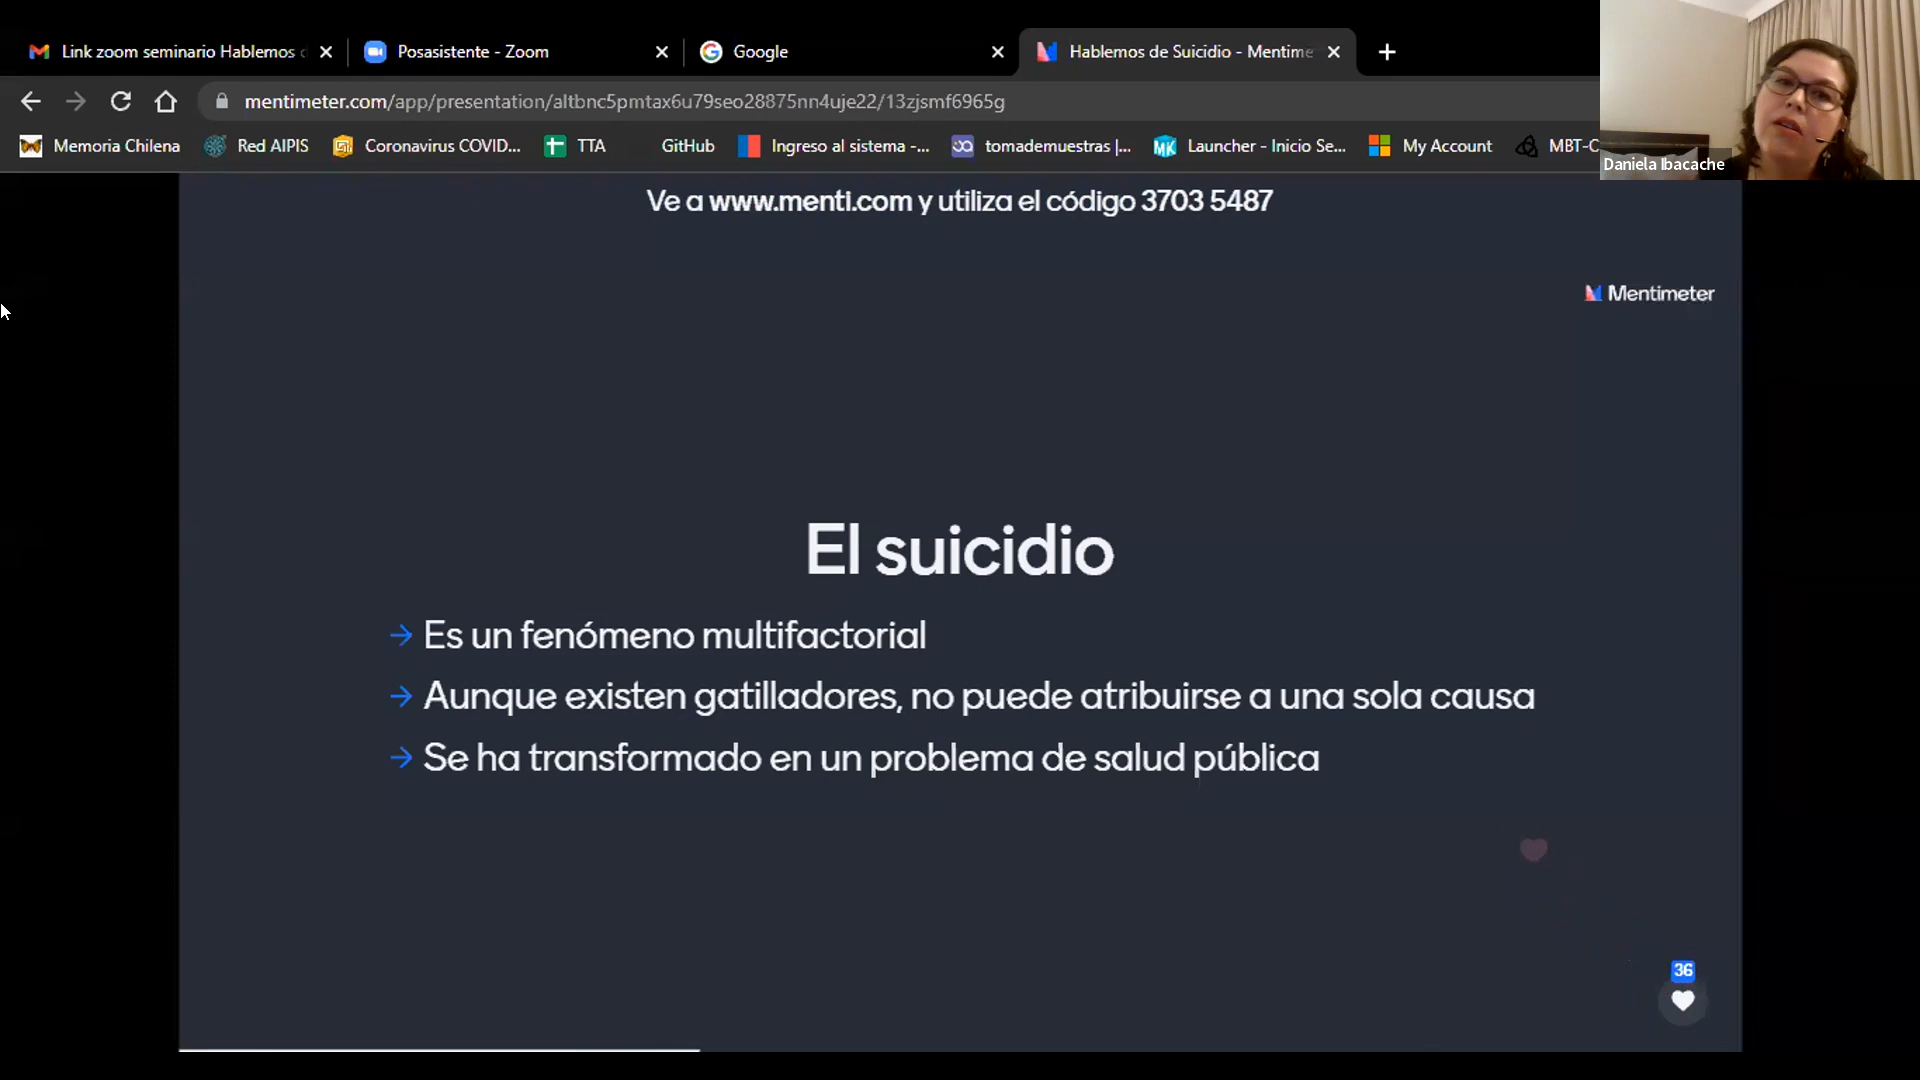 Link zoom seminario Hablemos d
Posasistente - Zoom
Google
Hablemos de Suicidio - Mentime
mentimeter.com/app/presentation/altbnc5pmtax6u79seo28875nn4uje22/13zjsmf6965g
Memoria Chilena
Red AIPIS
Coronavirus COVID...
TTA
GitHub
Ingreso al sistema -...
tomademuestras |...
Launcher - Inicio Se...
My Account
MBT-C
Daniela Ibacache
Ve a www.menti.com y utiliza el código 3703 5487
Mentimeter
El suicidio
→ Es un fenómeno multifactorial
→ Aunque existen gatilladores, no puede atribuirse a una sola causa
→ Se ha transformado en un problema de salud pública
36